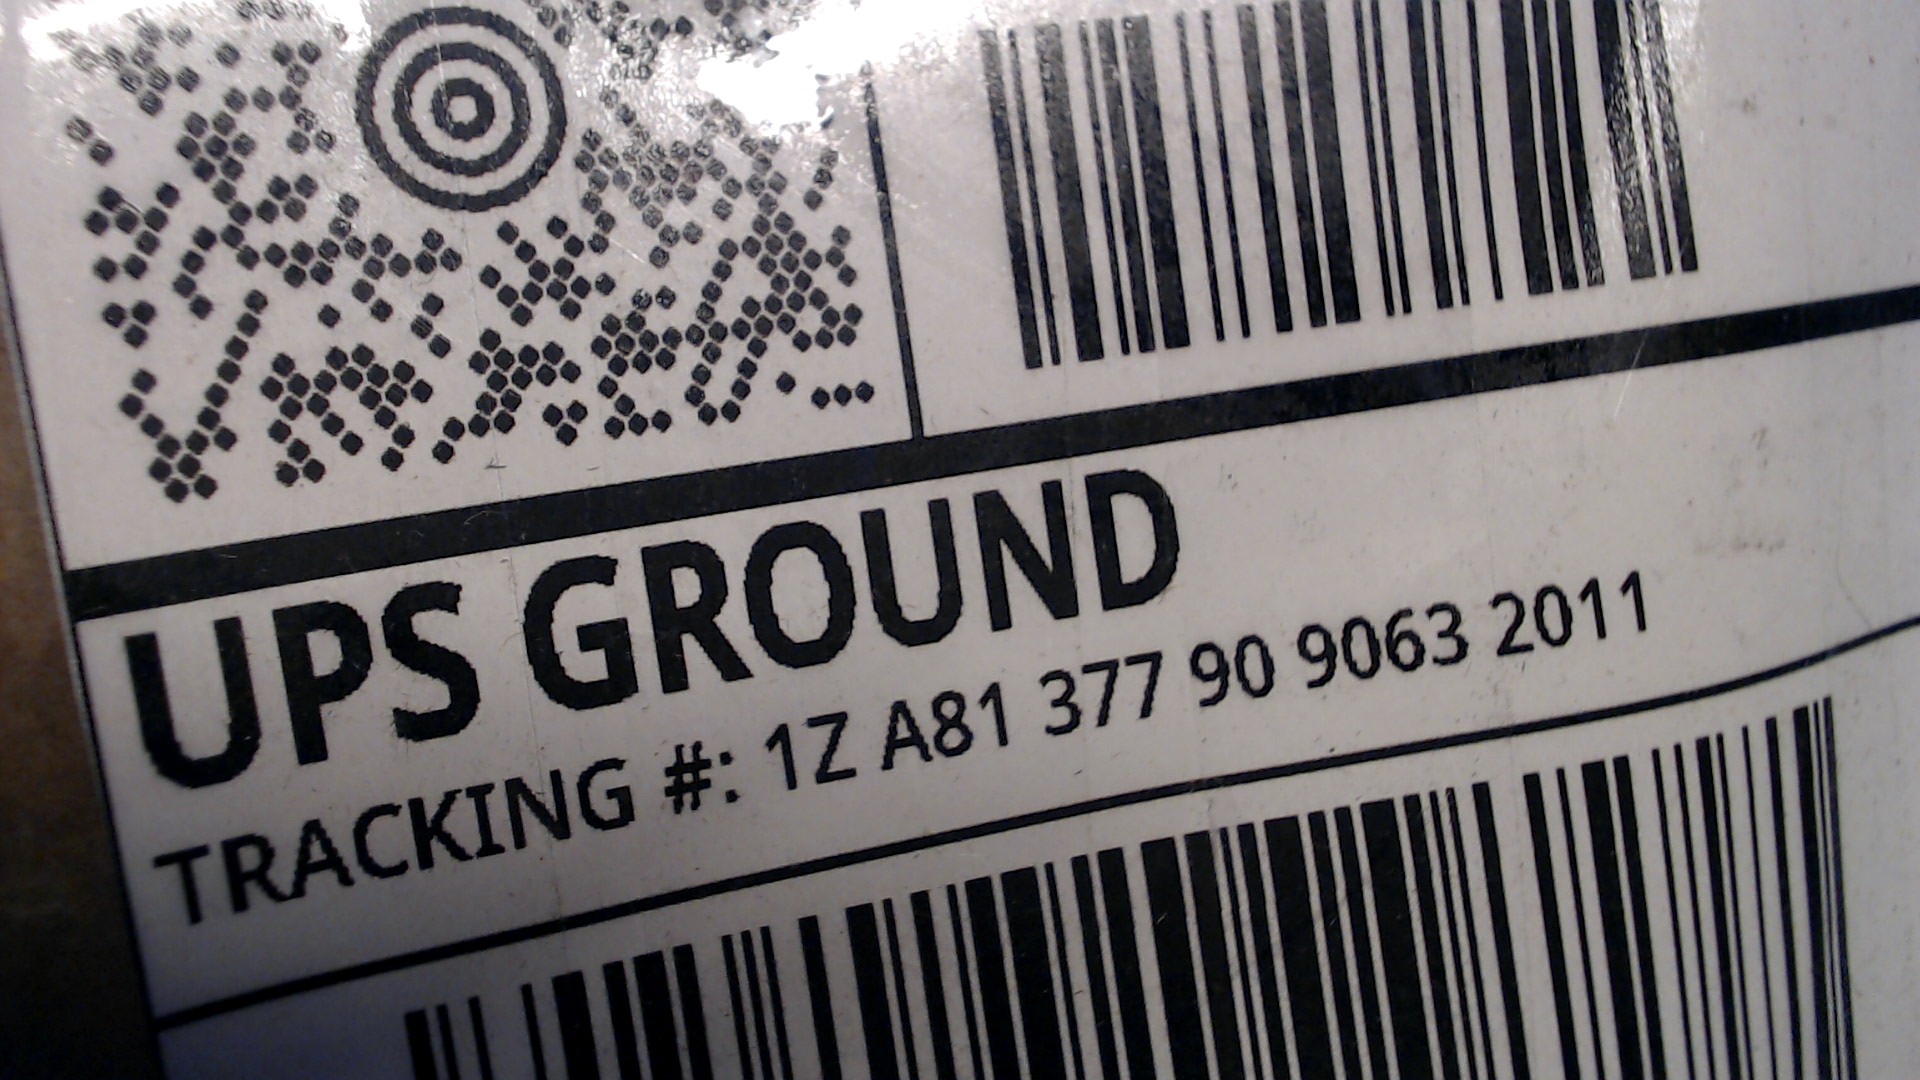 UPS GROUND
TRACKING #: 1Z A81 377 90 9063 2011